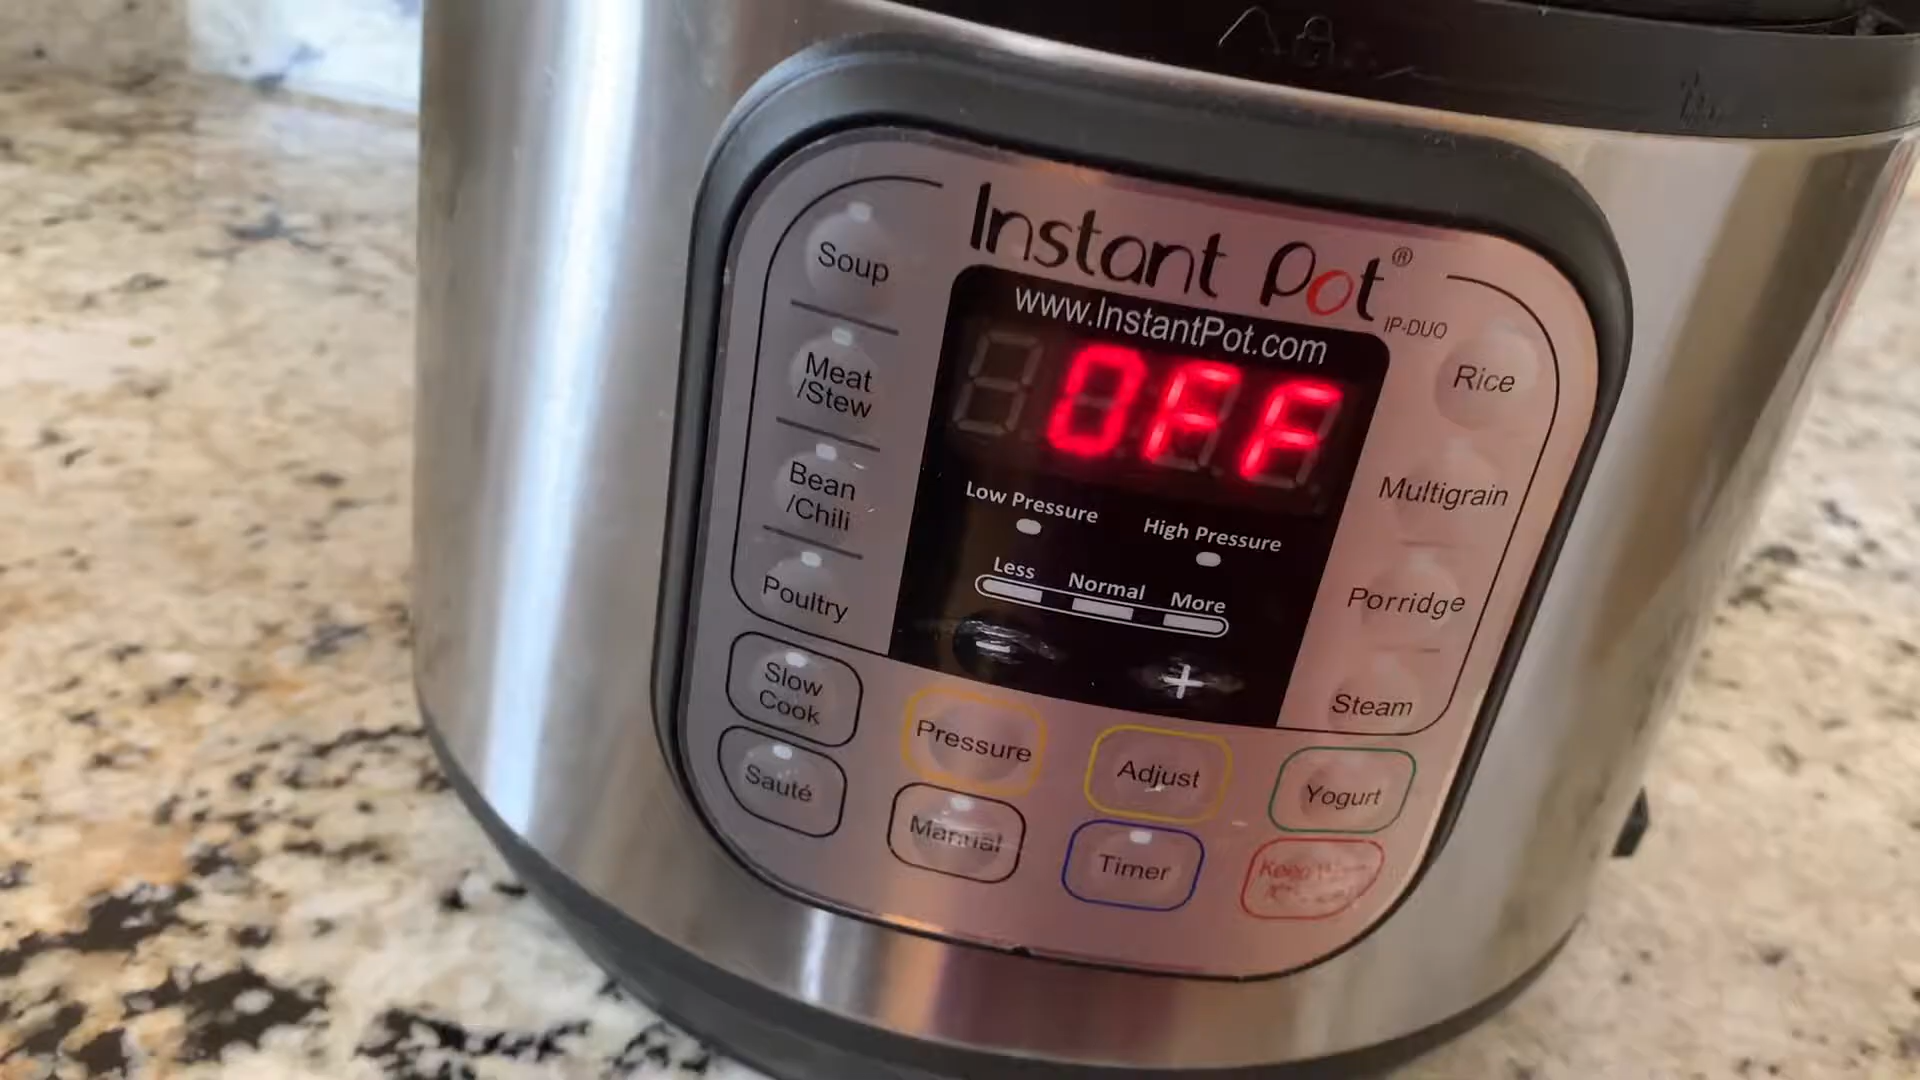 Instant Pot®
IP-DUO
www.InstantPot.com
OFF
Low Pressure
High Pressure
Less
Normal
More
−
+
Soup
Meat
/Stew
Bean
/Chili
Poultry
Slow
Cook
Sauté
Pressure
Manual
Adjust
Timer
Rice
Multigrain
Porridge
Steam
Yogurt
Keep